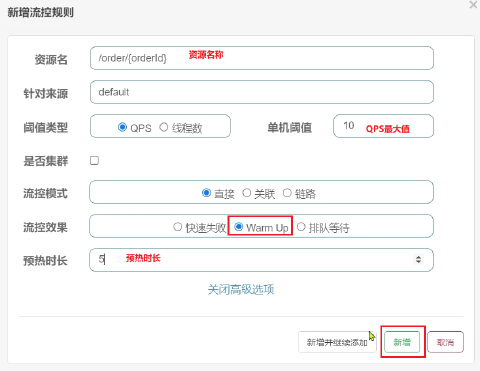 新增流控规则
资源名 /order/{orderId} 资源名称
针对来源 default
阈值类型 QPS 线程数 单机阈值 10 QPS最大值
是否集群
流控模式 直接 关联 链路
流控效果 快速失败 Warm Up 排队等待
预热时长 5 预热时长
关闭高级选项
新增并继续添加 新增 取消